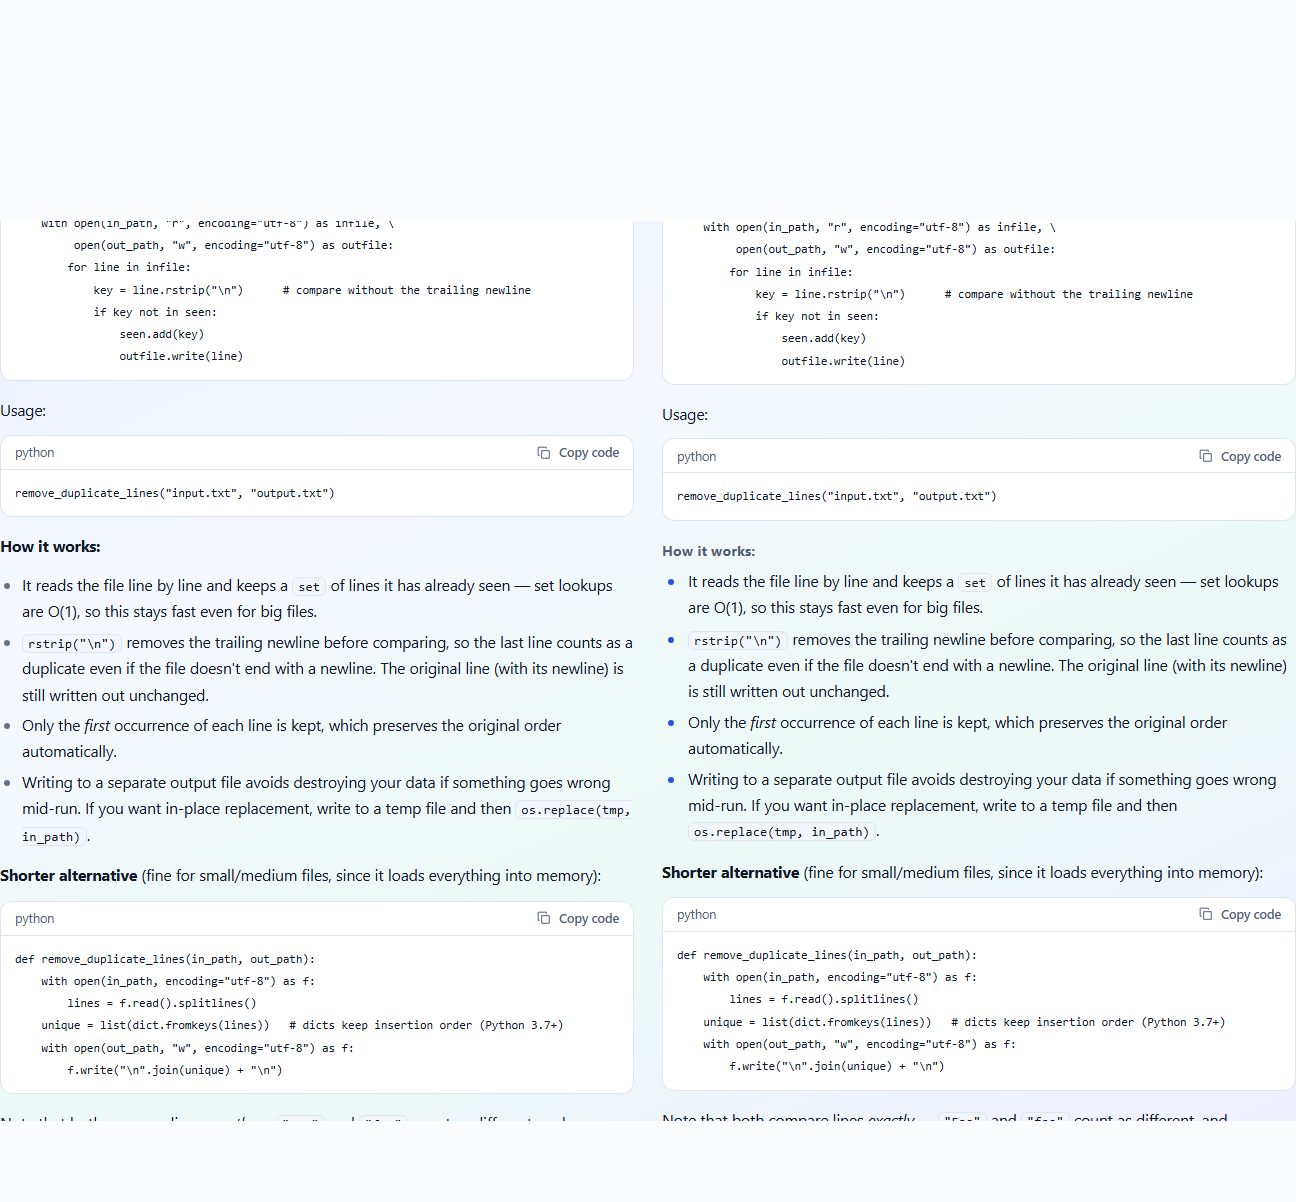 with open(in_path, "r", encoding="utf-8") as infile, \
open(out_path, "w", encoding="utf-8") as outfile:
for line in infile:
key = line.rstrip("\n")      # compare without the trailing newline
if key not in seen:
seen.add(key)
outfile.write(line)
Usage:
python
Copy code
remove_duplicate_lines("input.txt", "output.txt")
How it works:
It reads the file line by line and keeps a set of lines it has already seen — set lookups
are O(1), so this stays fast even for big files.
rstrip("\n") removes the trailing newline before comparing, so the last line counts as a
duplicate even if the file doesn't end with a newline. The original line (with its newline) is
still written out unchanged.
Only the first occurrence of each line is kept, which preserves the original order
automatically.
Writing to a separate output file avoids destroying your data if something goes wrong
mid-run. If you want in-place replacement, write to a temp file and then os.replace(tmp,
in_path).
Shorter alternative (fine for small/medium files, since it loads everything into memory):
python
Copy code
def remove_duplicate_lines(in_path, out_path):
with open(in_path, encoding="utf-8") as f:
lines = f.read().splitlines()
unique = list(dict.fromkeys(lines))   # dicts keep insertion order (Python 3.7+)
with open(out_path, "w", encoding="utf-8") as f:
f.write("\n".join(unique) + "\n")
with open(in_path, "r", encoding="utf-8") as infile, \
open(out_path, "w", encoding="utf-8") as outfile:
for line in infile:
key = line.rstrip("\n")      # compare without the trailing newline
if key not in seen:
seen.add(key)
outfile.write(line)
Usage:
python
Copy code
remove_duplicate_lines("input.txt", "output.txt")
How it works:
It reads the file line by line and keeps a set of lines it has already seen — set lookups
are O(1), so this stays fast even for big files.
rstrip("\n") removes the trailing newline before comparing, so the last line counts as
a duplicate even if the file doesn't end with a newline. The original line (with its newline)
is still written out unchanged.
Only the first occurrence of each line is kept, which preserves the original order
automatically.
Writing to a separate output file avoids destroying your data if something goes wrong
mid-run. If you want in-place replacement, write to a temp file and then
os.replace(tmp, in_path).
Shorter alternative (fine for small/medium files, since it loads everything into memory):
python
Copy code
def remove_duplicate_lines(in_path, out_path):
with open(in_path, encoding="utf-8") as f:
lines = f.read().splitlines()
unique = list(dict.fromkeys(lines))   # dicts keep insertion order (Python 3.7+)
with open(out_path, "w", encoding="utf-8") as f:
f.write("\n".join(unique) + "\n")
Note that both compare lines exactly — "Foo" and "foo" count as different, and